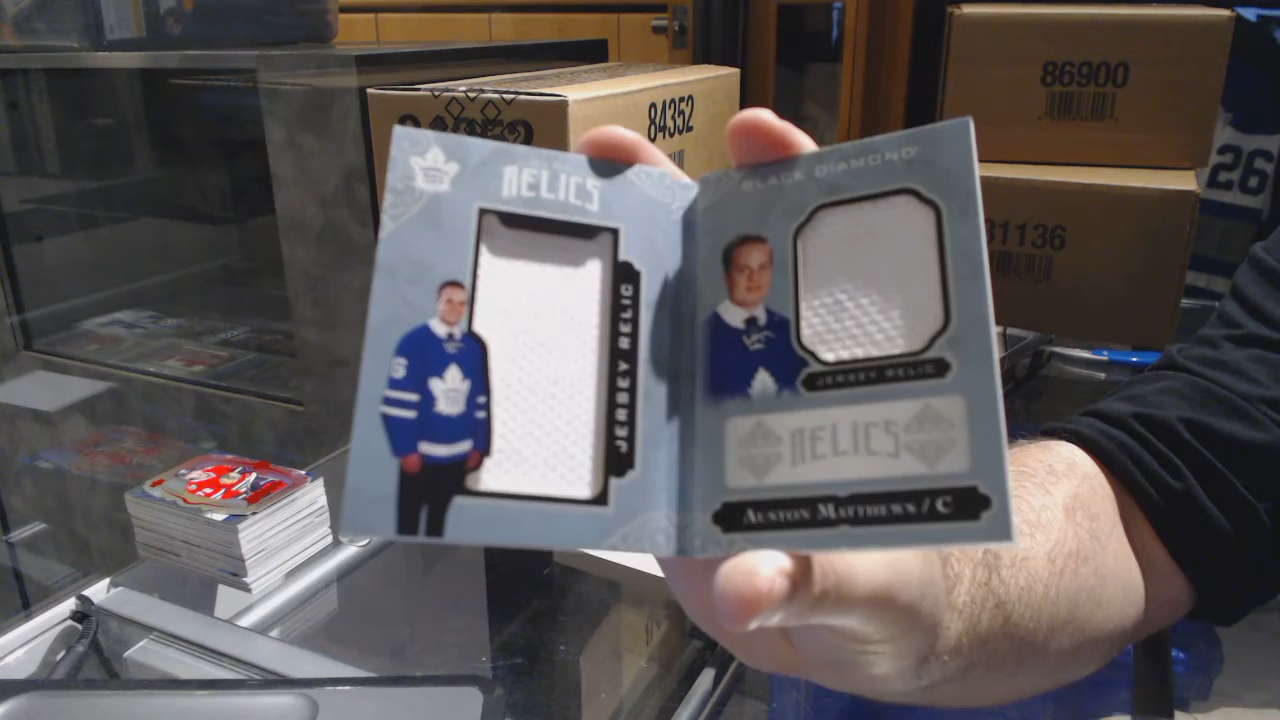 86900
84352
31136
26
RELICS
JERSEY RELIC
BLACK DIAMOND
JERSEY RELIC
RELICS
AUSTON MATTHEWS / C